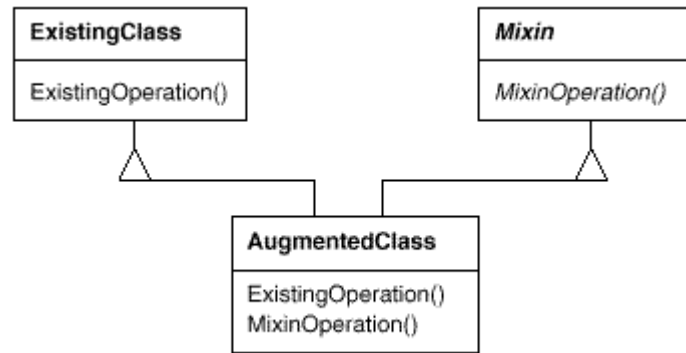 ExistingClass
ExistingOperation()
Mixin
MixinOperation()
AugmentedClass
ExistingOperation()
MixinOperation()